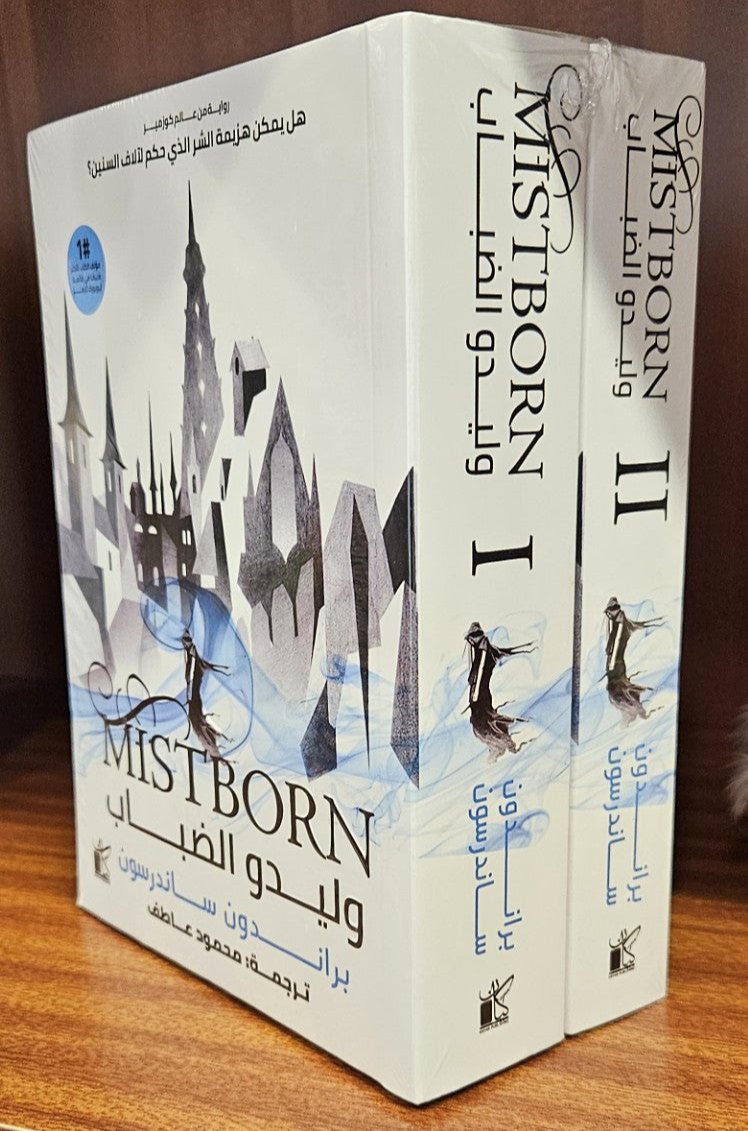 رواية من عالم كوزمير
هل يمكن هزيمة الشر الذي حكم لآلاف السنين؟
#1
MISTBORN
وليدو الضباب
براندون ساندرسون
ترجمة: محمود عاطف
MISTBORN I
وليدو الضباب
براندون
ساندرسون
MISTBORN II
وليدو الضباب
براندون
ساندرسون